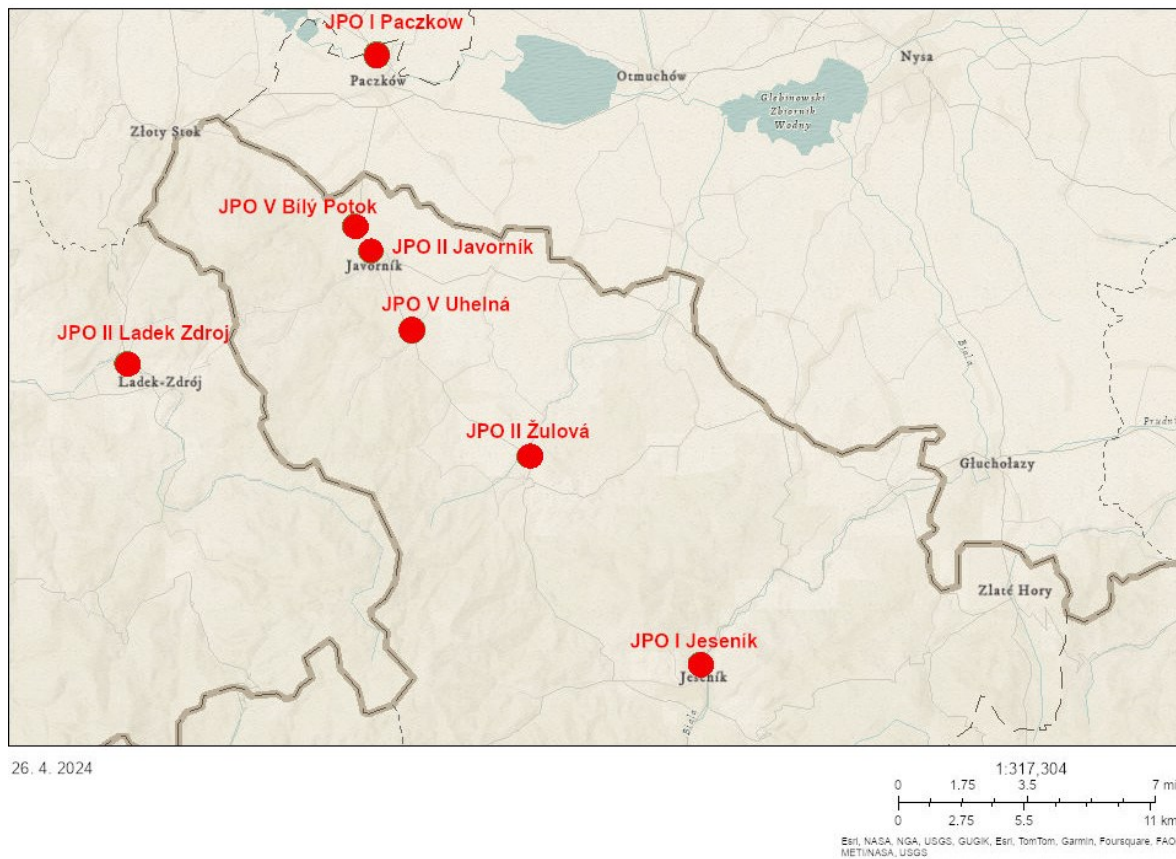 JPO I Paczkow
Paczków
Otmuchów
Nysa
Głebinowski
Zbiornik
Wodny
Złoty Stok
JPO V Bílý Potok
JPO II Javorník
Javorník
JPO V Uhelná
JPO II Ladek Zdroj
Ladek-Zdrój
Biala
JPO II Žulová
Prudn
Głuchołazy
Zlaté Hory
JPO I Jeseník
Jeseník
Biala
26. 4. 2024
1:317,304
0 1.75 3.5 7 mi
0 2.75 5.5 11 km
Esri, NASA, NGA, USGS, GUGIK, Esri, TomTom, Garmin, Foursquare, FAO,
METI/NASA, USGS